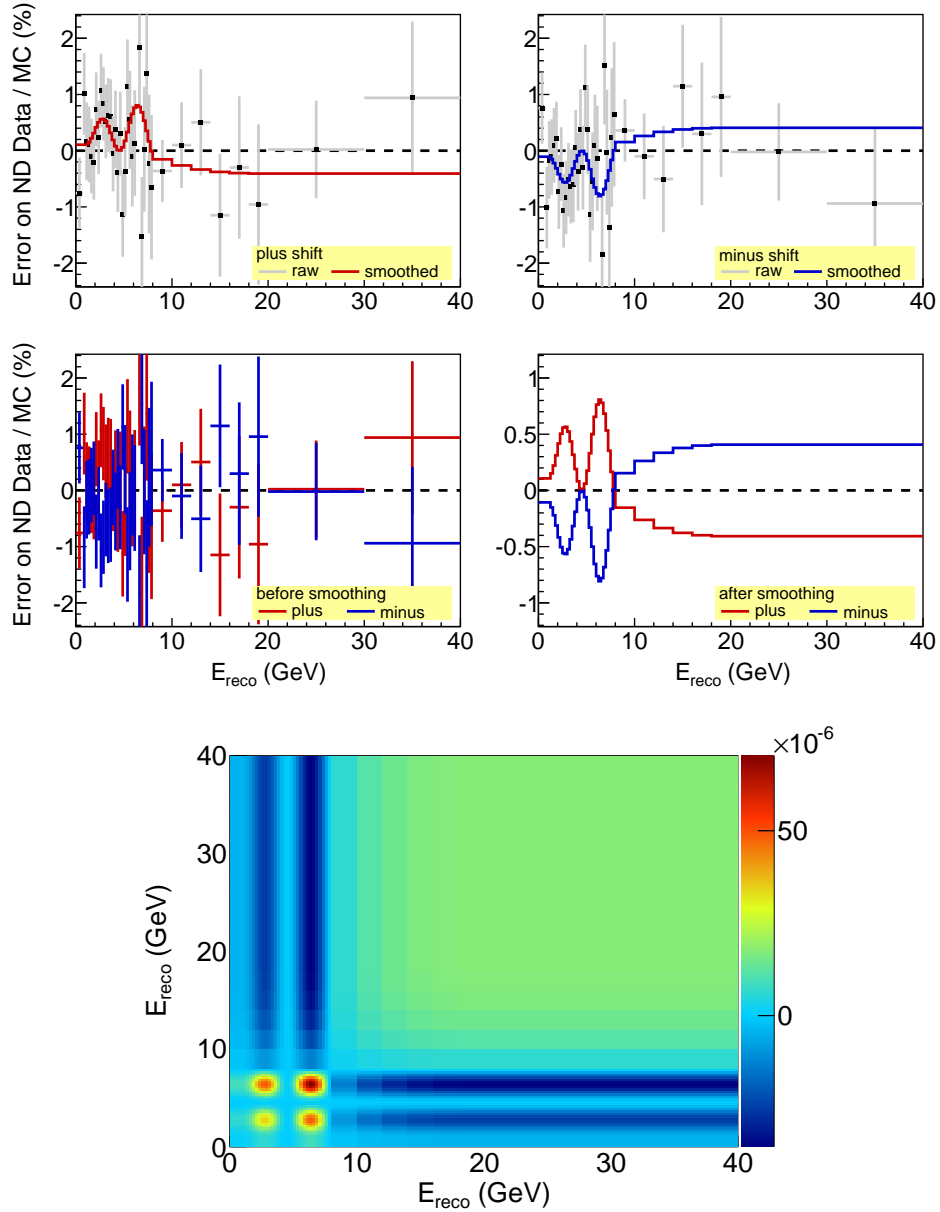 Error on ND Data / MC (%)
2
1
0
-1
-2
plus shift
raw smoothed
0 10 20 30 40
2
1
0
-1
-2
minus shift
raw smoothed
0 10 20 30 40
Error on ND Data / MC (%)
2
1
0
-1
-2
before smoothing
plus minus
0 10 20 30 40
E_reco (GeV)
1
0.5
0
-0.5
-1
after smoothing
plus minus
0 10 20 30 40
E_reco (GeV)
×10^-6
40
30
20
10
0
E_reco (GeV)
50
0
0 10 20 30 40
E_reco (GeV)